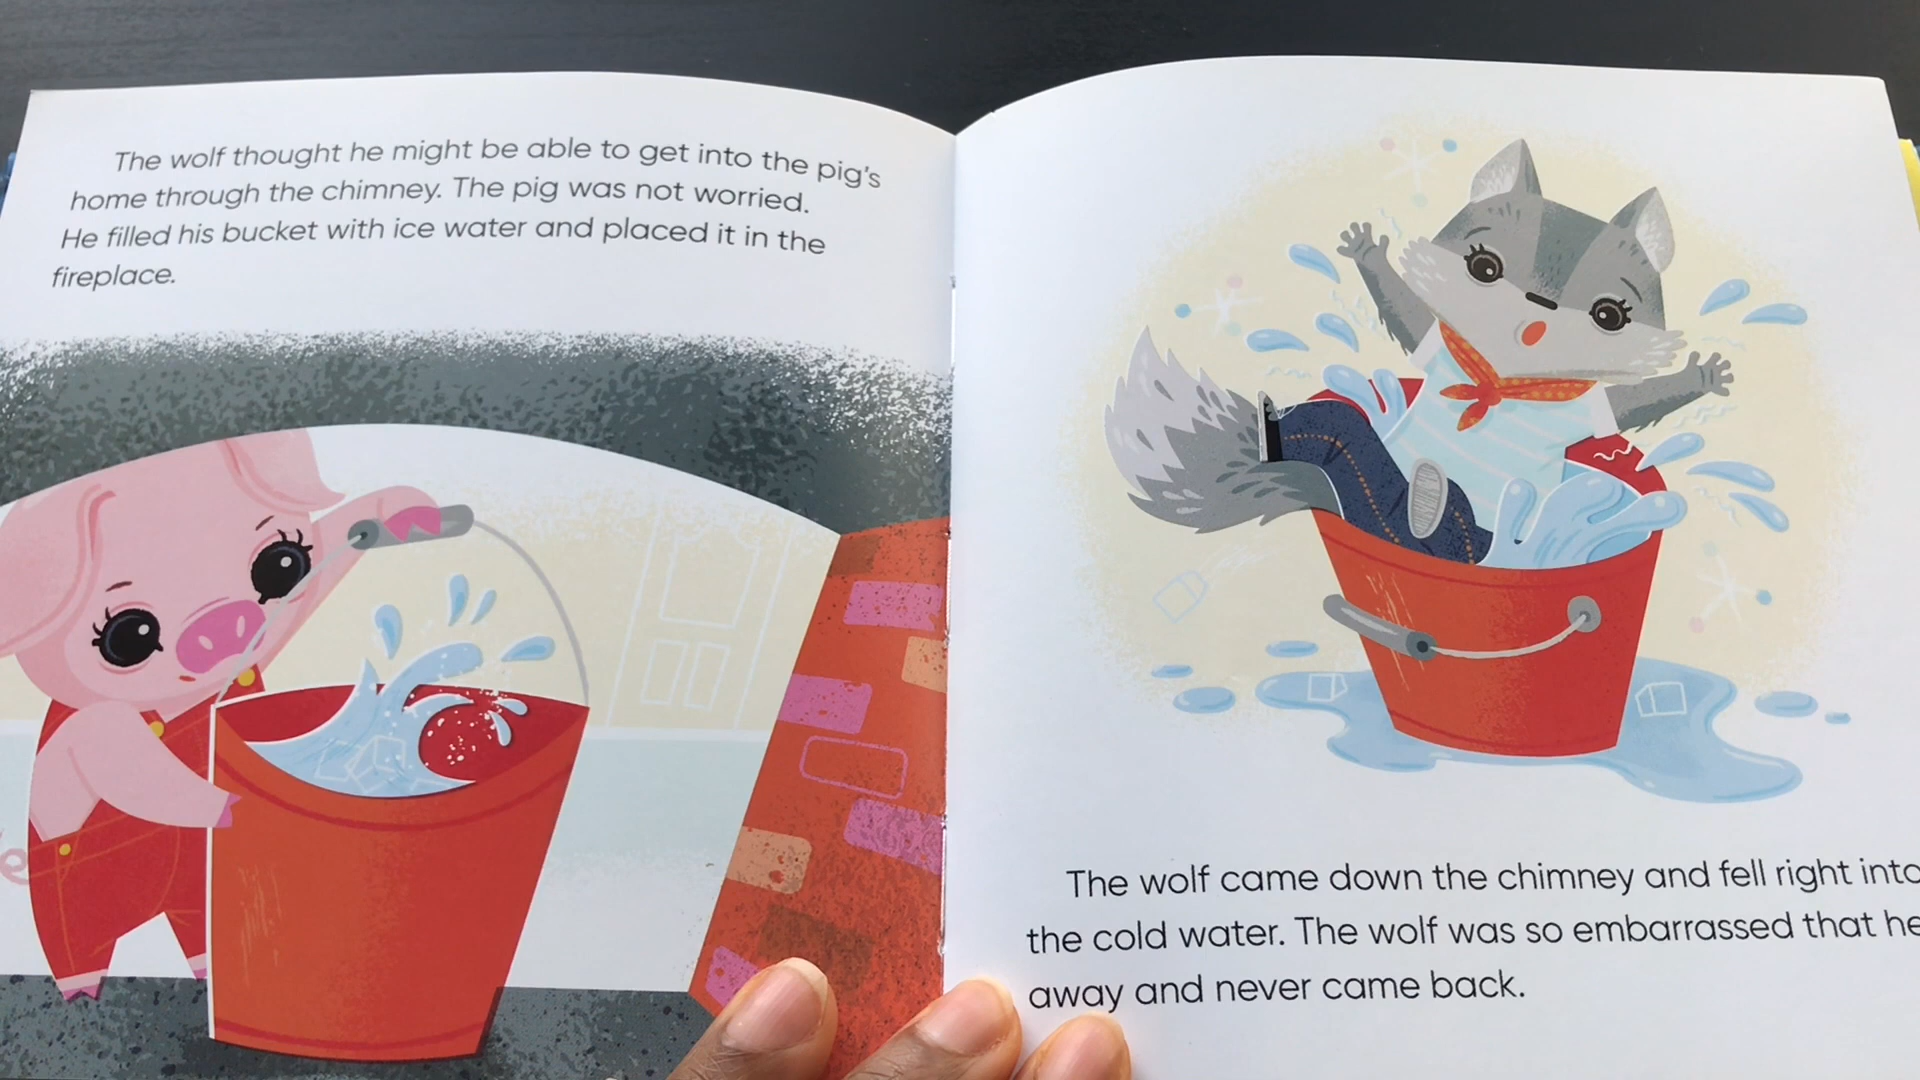 The wolf thought he might be able to get into the pig's
home through the chimney. The pig was not worried.
He filled his bucket with ice water and placed it in the
fireplace.
The wolf came down the chimney and fell right into
the cold water. The wolf was so embarrassed that he
away and never came back.